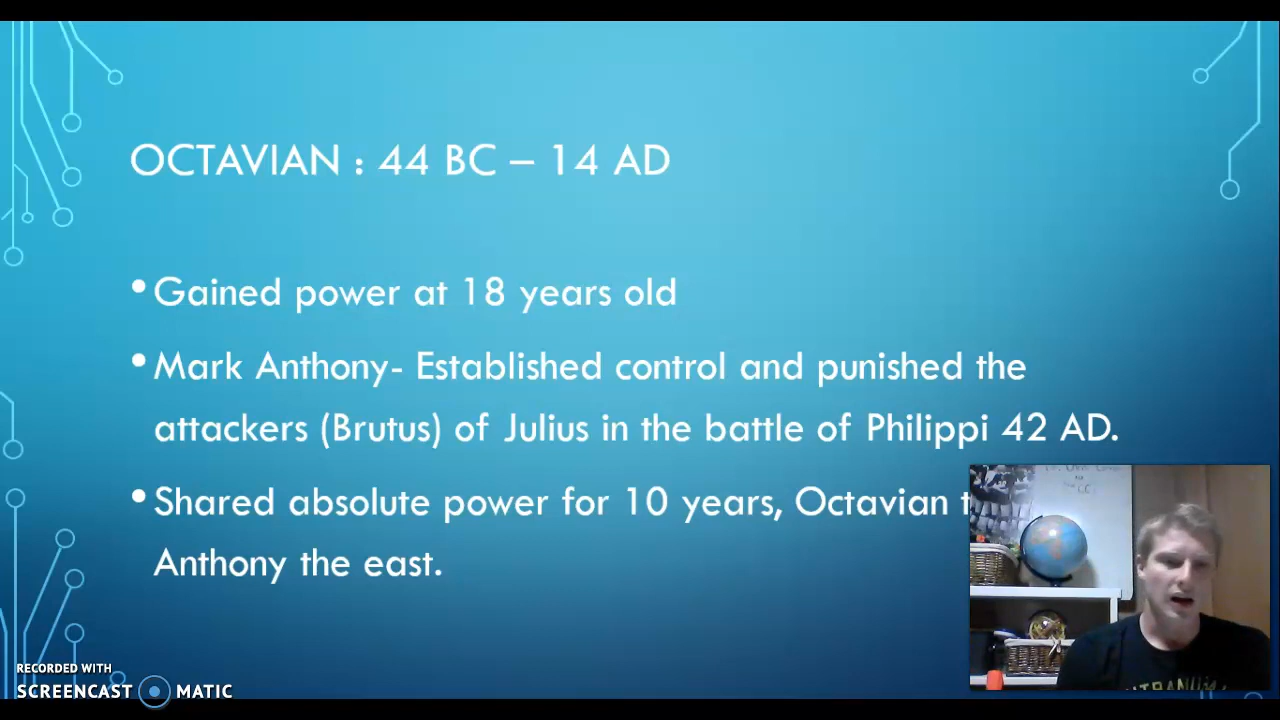 OCTAVIAN : 44 BC – 14 AD
•Gained power at 18 years old
•Mark Anthony- Established control and punished the
attackers (Brutus) of Julius in the battle of Philippi 42 AD.
•Shared absolute power for 10 years, Octavian
Anthony the east.
RECORDED WITH
SCREENCAST MATIC